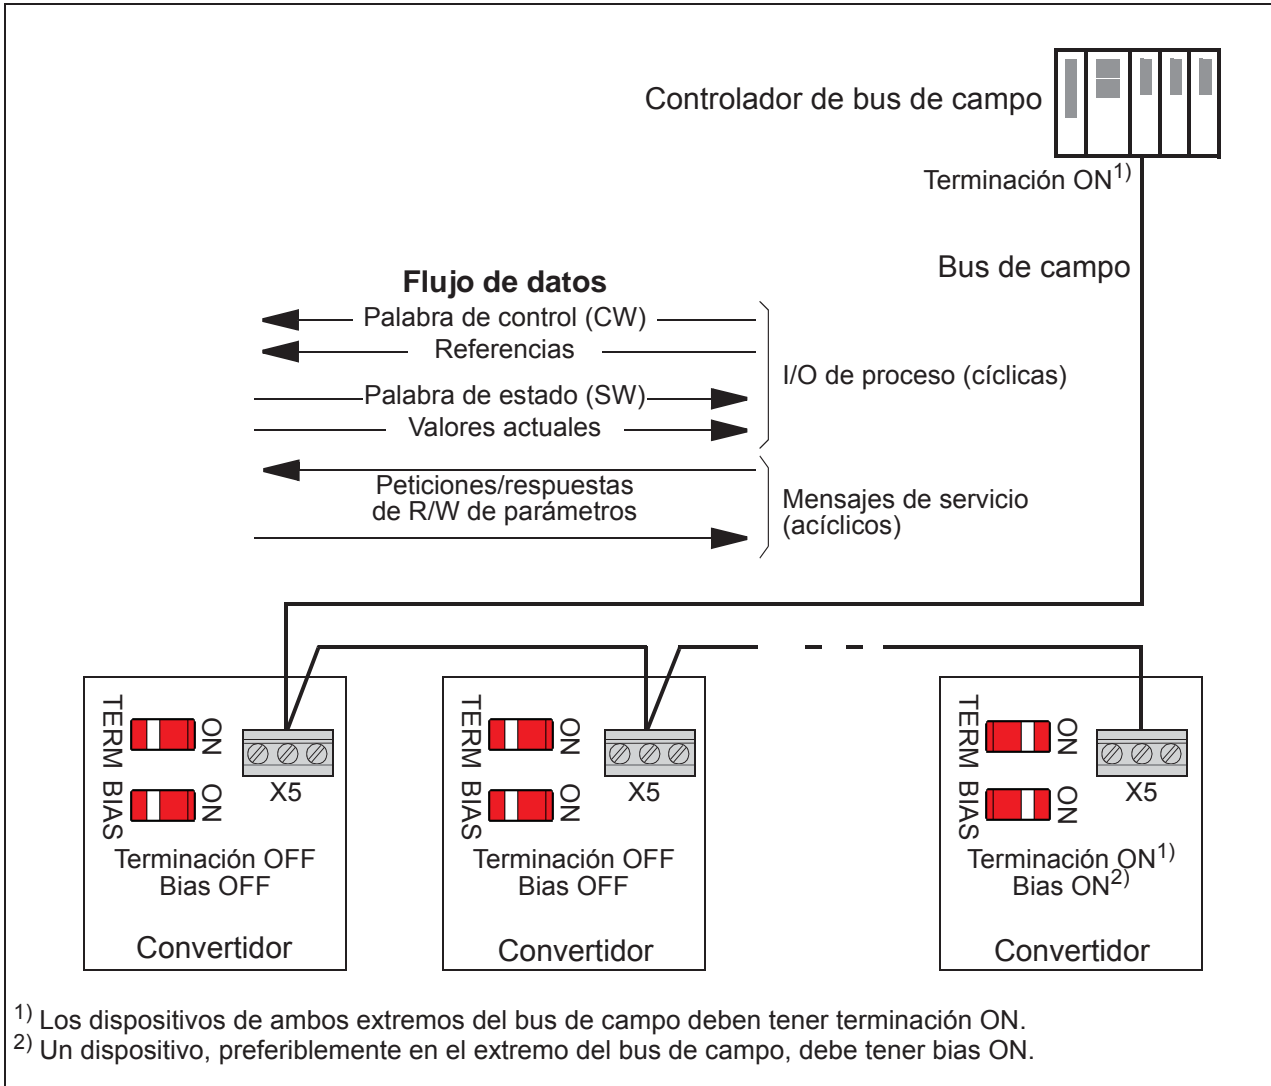 Controlador de bus de campo
Terminación ON1)
Bus de campo
Flujo de datos
Palabra de control (CW)
Referencias
Palabra de estado (SW)
Valores actuales
I/O de proceso (cíclicas)
Peticiones/respuestas
de R/W de parámetros
Mensajes de servicio
(acíclicos)
TERM
ON
BIAS
ON
X5
Terminación OFF
Bias OFF
Convertidor
TERM
ON
BIAS
ON
X5
Terminación OFF
Bias OFF
Convertidor
TERM
ON
BIAS
ON
X5
Terminación ON1)
Bias ON2)
Convertidor
1) Los dispositivos de ambos extremos del bus de campo deben tener terminación ON.
2) Un dispositivo, preferiblemente en el extremo del bus de campo, debe tener bias ON.